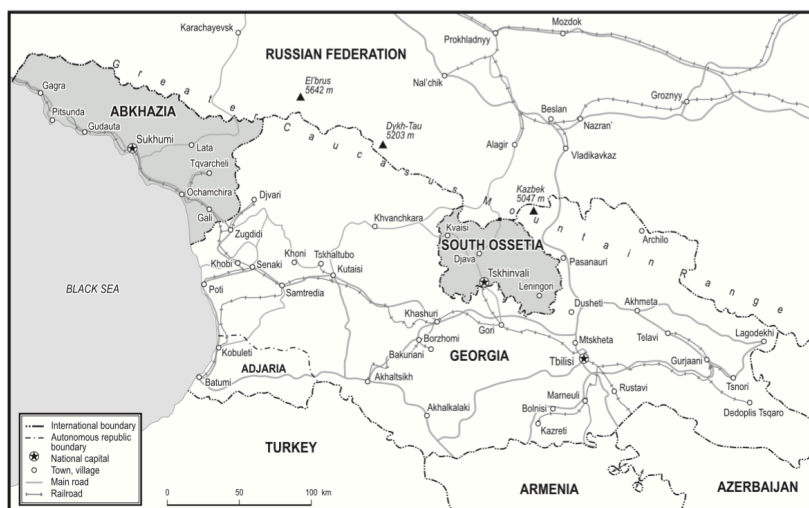 Karachayevsk
RUSSIAN FEDERATION
Prokhladnyy
Mozdok
El'brus
5642 m
Nal'chik
Gagra
Great Caucasus Mountain Range
Pitsunda
ABKHAZIA
Gudauta
Sukhumi
Lata
Dykh-Tau
5203 m
Beslan
Nazran'
Groznyy
Alagir
Vladikavkaz
Tqvarcheli
Ochamchira
Djvari
Gali
Kazbek
5047 m
Zugdidi
Khvanchkara
Kvaisi
SOUTH OSSETIA
Archilo
Khobi
Senaki
Khoni
Tskhaltubo
Kutaisi
Djava
Pasanauri
Tskhinvali
BLACK SEA
Poti
Samtredia
Leningori
Khashuri
Gori
Dusheti
Akhmeta
Lagodekhi
Borzhomi
Bakuriani
GEORGIA
Mtskheta
Telavi
Kobuleti
Tbilisi
Gurjaani
ADJARIA
Batumi
Akhaltsikh
Rustavi
Tsnori
Akhalkalaki
Marneuli
Bolnisi
Dedoplis Tsqaro
Kazreti
International boundary
Autonomous republic
boundary
National capital
Town, village
Main road
Railroad
TURKEY
ARMENIA
AZERBAIJAN
0 20 60 80 100 km